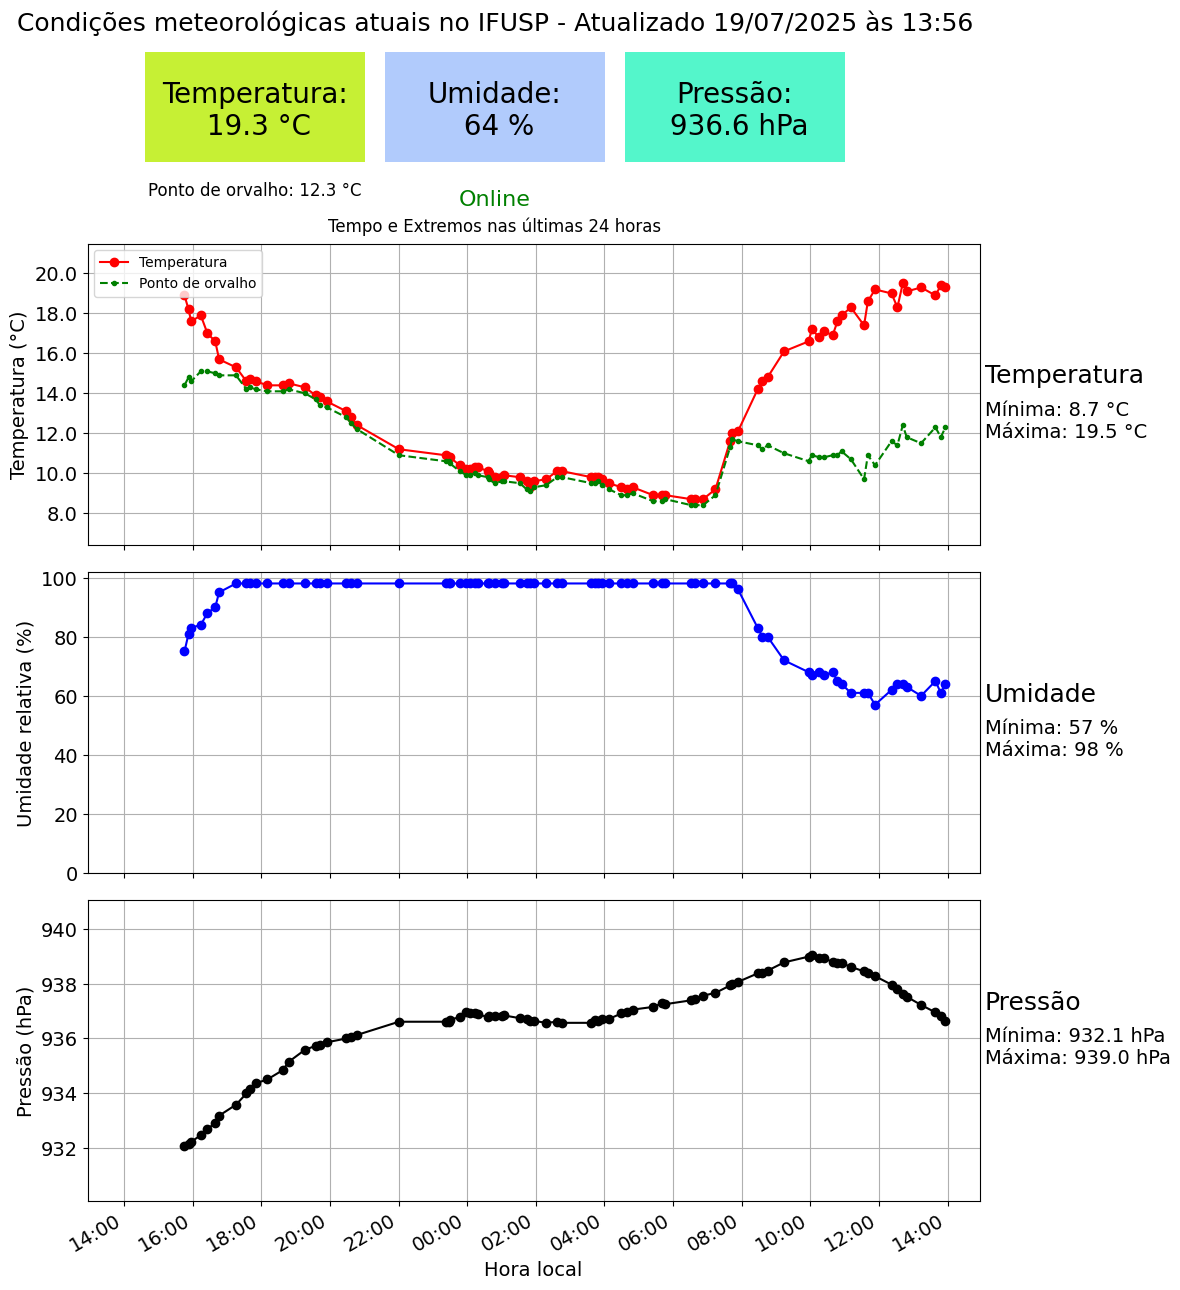 Condições meteorológicas atuais no IFUSP - Atualizado 19/07/2025 às 13:56
Temperatura:
19.3 °C
Umidade:
64 %
Pressão:
936.6 hPa
Ponto de orvalho: 12.3 °C
Online
Tempo e Extremos nas últimas 24 horas
Temperatura
Ponto de orvalho
Temperatura (°C)
20.0
18.0
16.0
14.0
12.0
10.0
8.0
Temperatura
Mínima: 8.7 °C
Máxima: 19.5 °C
Umidade relativa (%)
100
80
60
40
20
0
Umidade
Mínima: 57 %
Máxima: 98 %
Pressão (hPa)
940
938
936
934
932
Pressão
Mínima: 932.1 hPa
Máxima: 939.0 hPa
14:00 16:00 18:00 20:00 22:00 00:00 02:00 04:00 06:00 08:00 10:00 12:00 14:00
Hora local